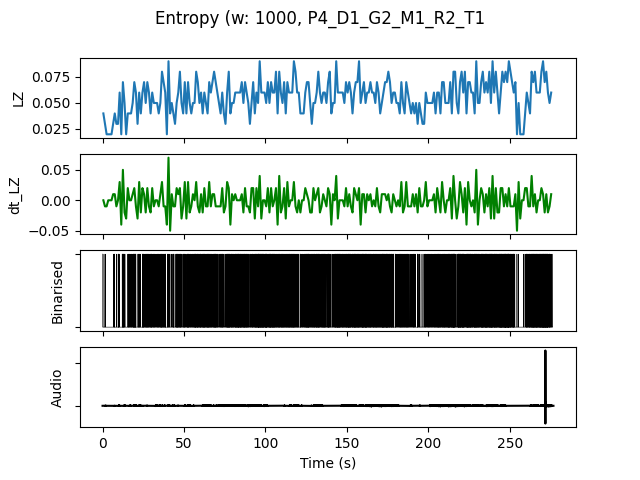 Entropy (w: 1000, P4_D1_G2_M1_R2_T1
LZ
0.075
0.050
0.025
dt_LZ
0.05
0.00
−0.05
Binarised
Audio
0
50
100
150
200
250
Time (s)